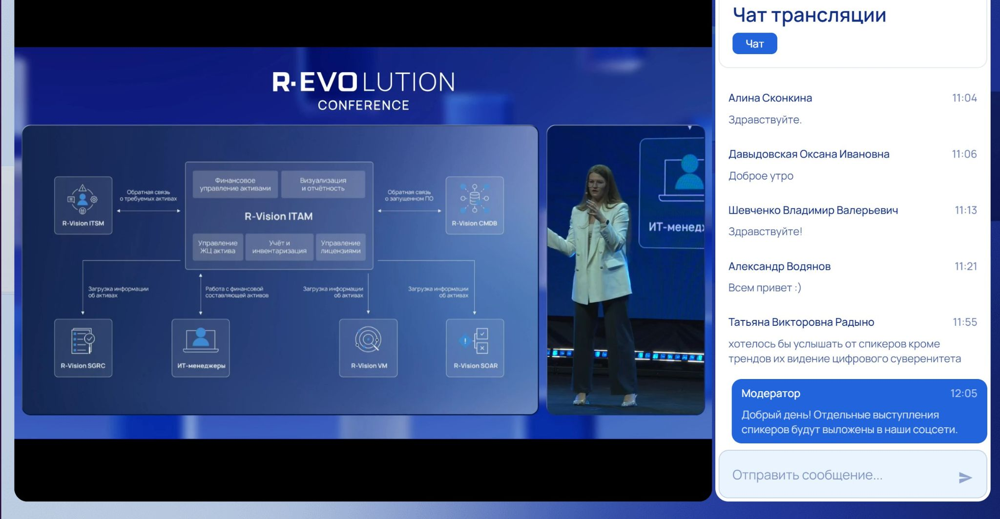 R·EVOLUTION
CONFERENCE
Финансовое
управление активами
Визуализация
и отчётность
R-Vision ITAM
Управление
ЖЦ актива
Учёт и
инвентаризация
Управление
лицензиями
R-Vision ITSM
Обратная связь
о требуемых активах
Обратная связь
о запущенном ПО
R-Vision CMDB
Загрузка информации
об активах
Работа с финансовой
составляющей активов
Загрузка информации
об активах
Загрузка информации
об активах
R-Vision SGRC
ИТ-менеджеры
R-Vision VM
R-Vision SOAR
ИТ-менедж
Чат трансляции
Чат
Алина Сконкина 11:04
Здравствуйте.
Давыдовская Оксана Ивановна 11:06
Доброе утро
Шевченко Владимир Валерьевич 11:13
Здравствуйте!
Александр Водянов 11:21
Всем привет :)
Татьяна Викторовна Радыно 11:55
хотелось бы услышать от спикеров кроме
трендов их видение цифрового суверенитета
Модератор 12:05
Добрый день! Отдельные выступления
спикеров будут выложены в наши соцсети.
Отправить сообщение...